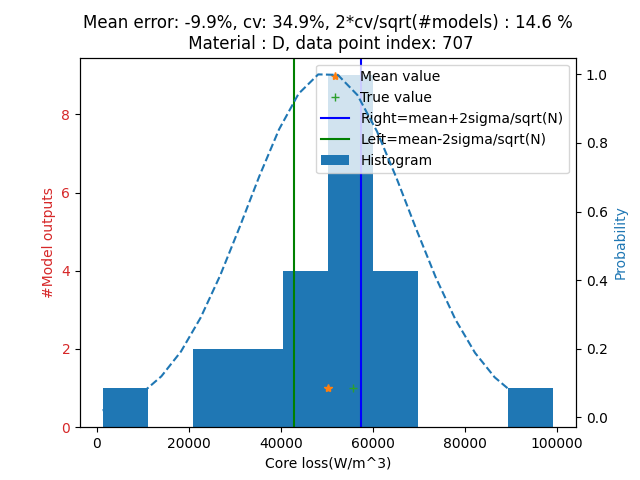 Mean error: -9.9%, cv: 34.9%, 2*cv/sqrt(#models) : 14.6 %
Material : D, data point index: 707
Mean value
True value
Right=mean+2sigma/sqrt(N)
Left=mean-2sigma/sqrt(N)
Histogram
#Model outputs
0
2
4
6
8
Probability
0.0
0.2
0.4
0.6
0.8
1.0
0
20000
40000
60000
80000
100000
Core loss(W/m^3)